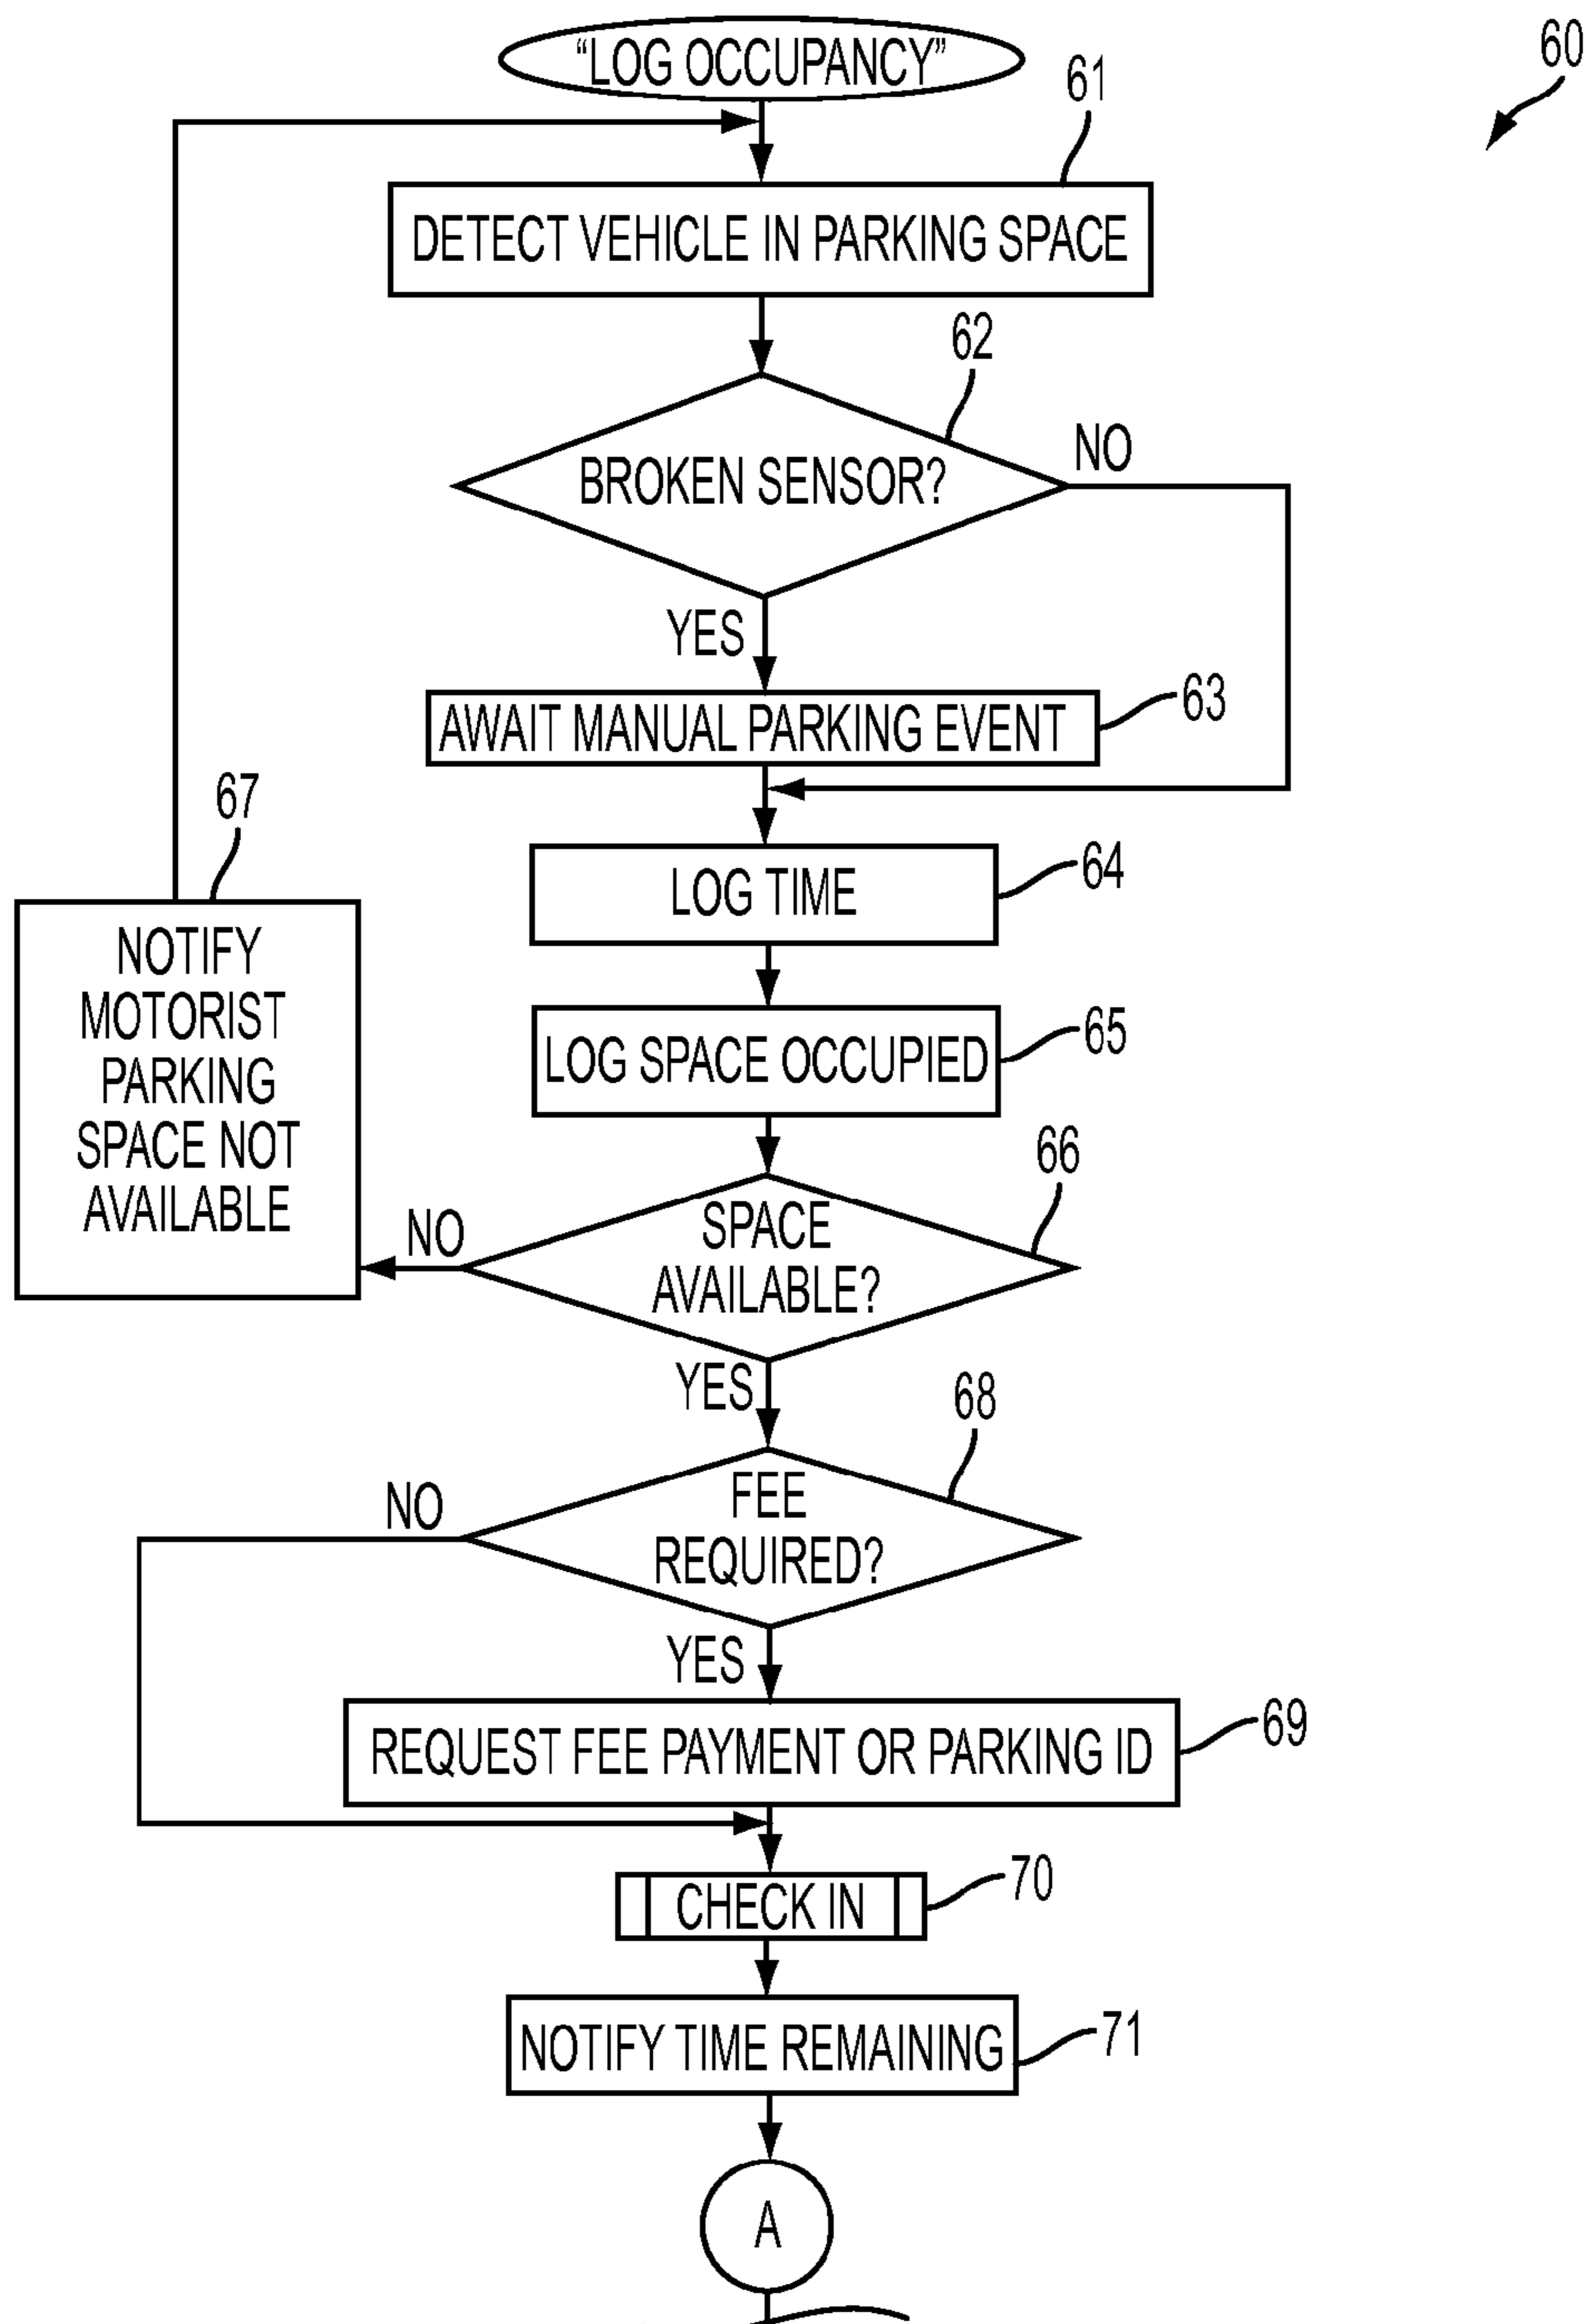 “LOG OCCUPANCY”
60
61
DETECT VEHICLE IN PARKING SPACE
62
BROKEN SENSOR?
NO
YES
AWAIT MANUAL PARKING EVENT
63
67
NOTIFY
MOTORIST
PARKING
SPACE NOT
AVAILABLE
LOG TIME
64
LOG SPACE OCCUPIED
65
66
SPACE
AVAILABLE?
NO
YES
68
FEE
REQUIRED?
NO
YES
REQUEST FEE PAYMENT OR PARKING ID
69
CHECK IN
70
NOTIFY TIME REMAINING
71
A